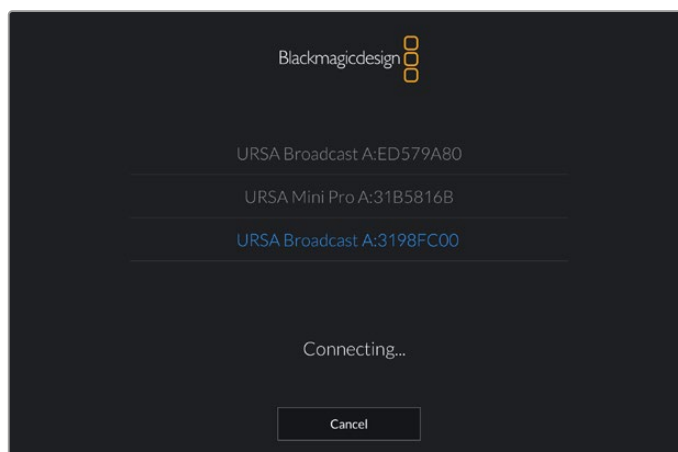 Blackmagicdesign
URSA Broadcast A:ED579A80
URSA Mini Pro A:31B5816B
URSA Broadcast A:3198FC00
Connecting...
Cancel